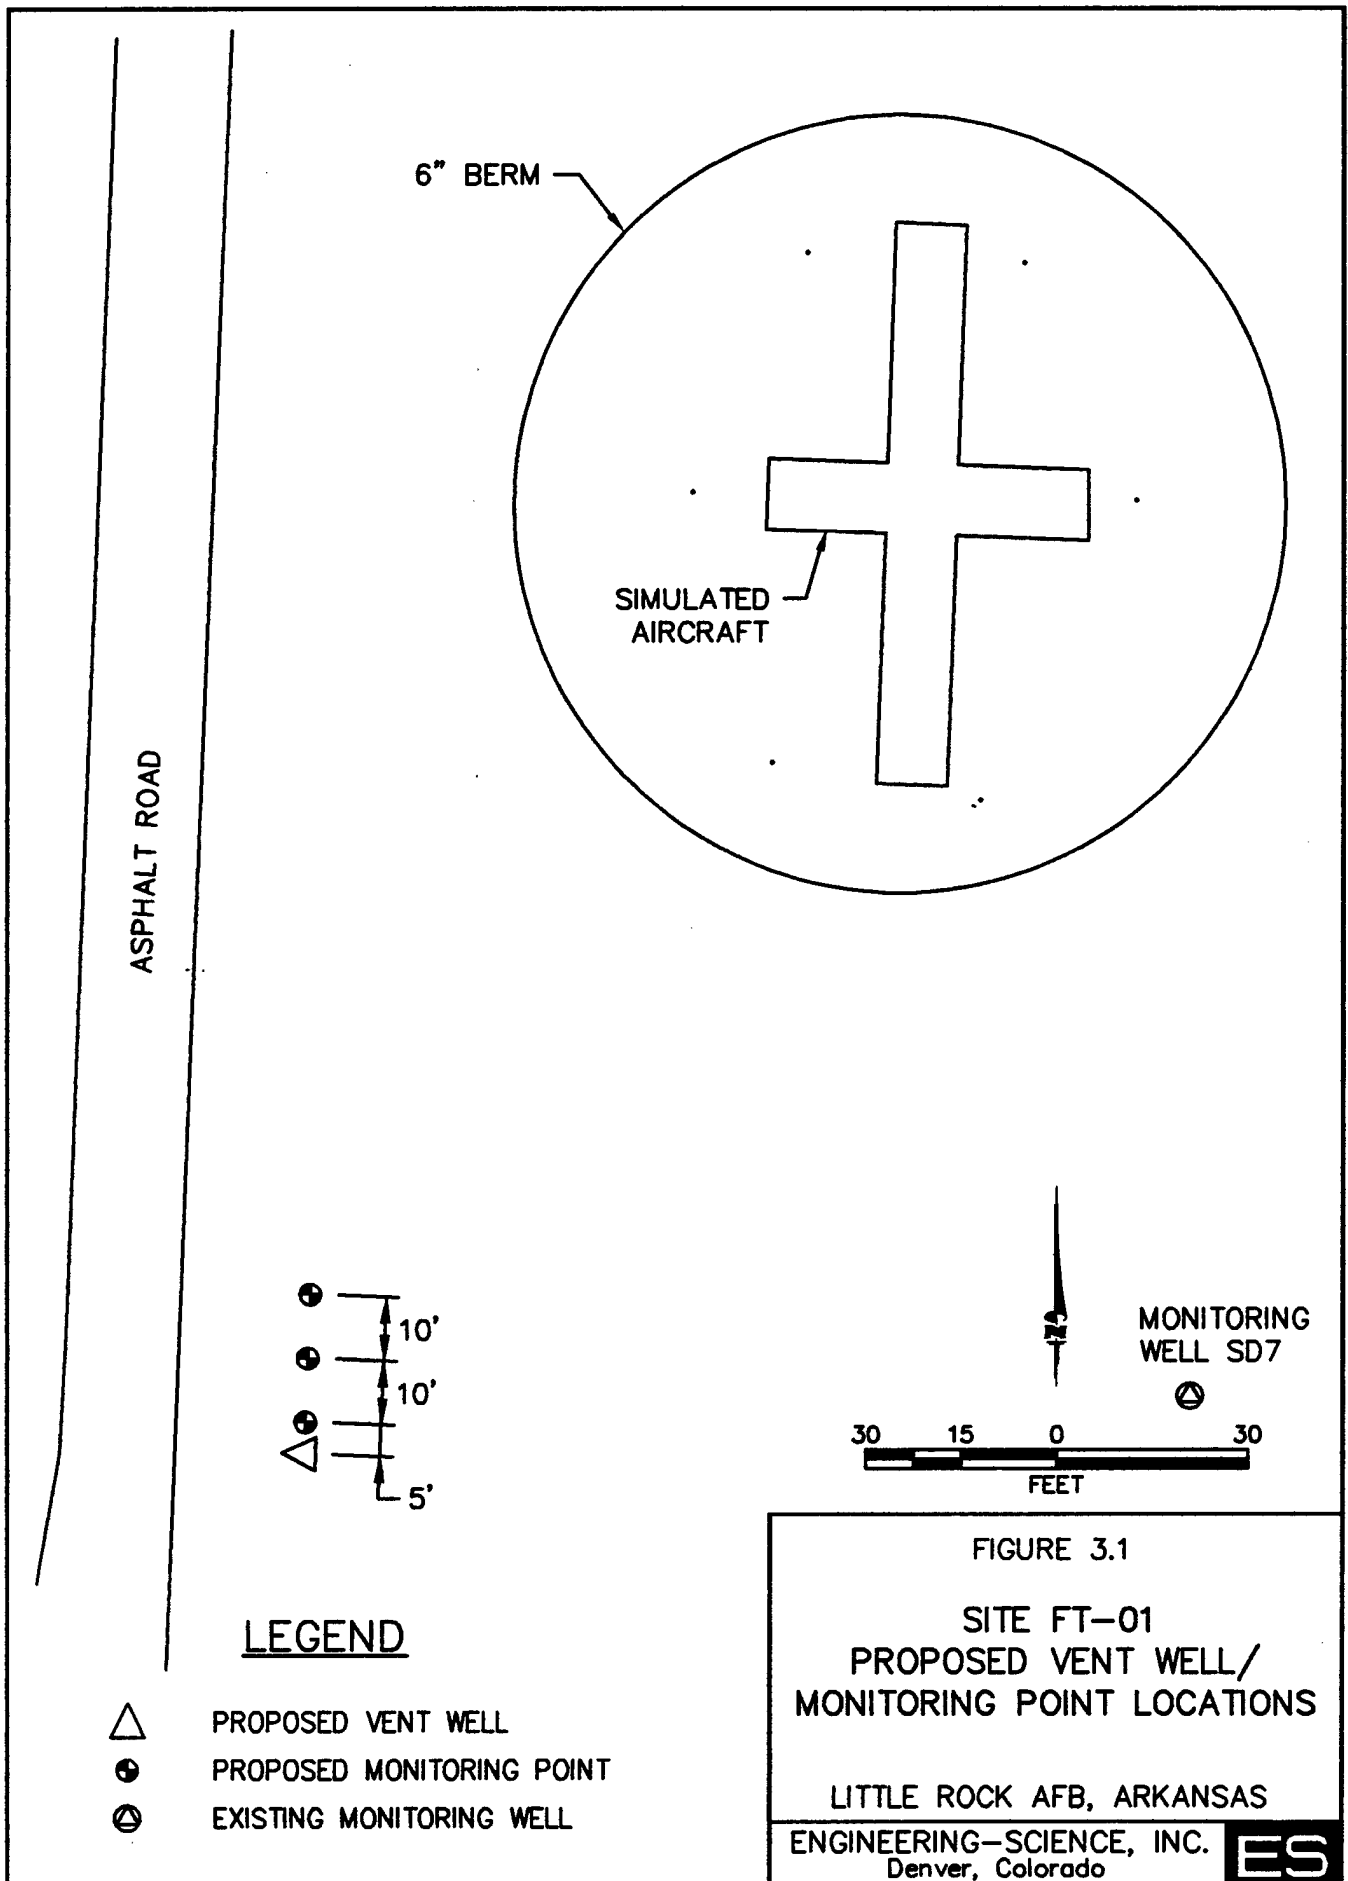 6" BERM
SIMULATED
AIRCRAFT
ASPHALT ROAD
10'
10'
5'
N
MONITORING
WELL SD7
30 15 0 30
FEET
LEGEND
PROPOSED VENT WELL
PROPOSED MONITORING POINT
EXISTING MONITORING WELL
FIGURE 3.1
SITE FT-01
PROPOSED VENT WELL/
MONITORING POINT LOCATIONS
LITTLE ROCK AFB, ARKANSAS
ENGINEERING-SCIENCE, INC.
Denver, Colorado
ES